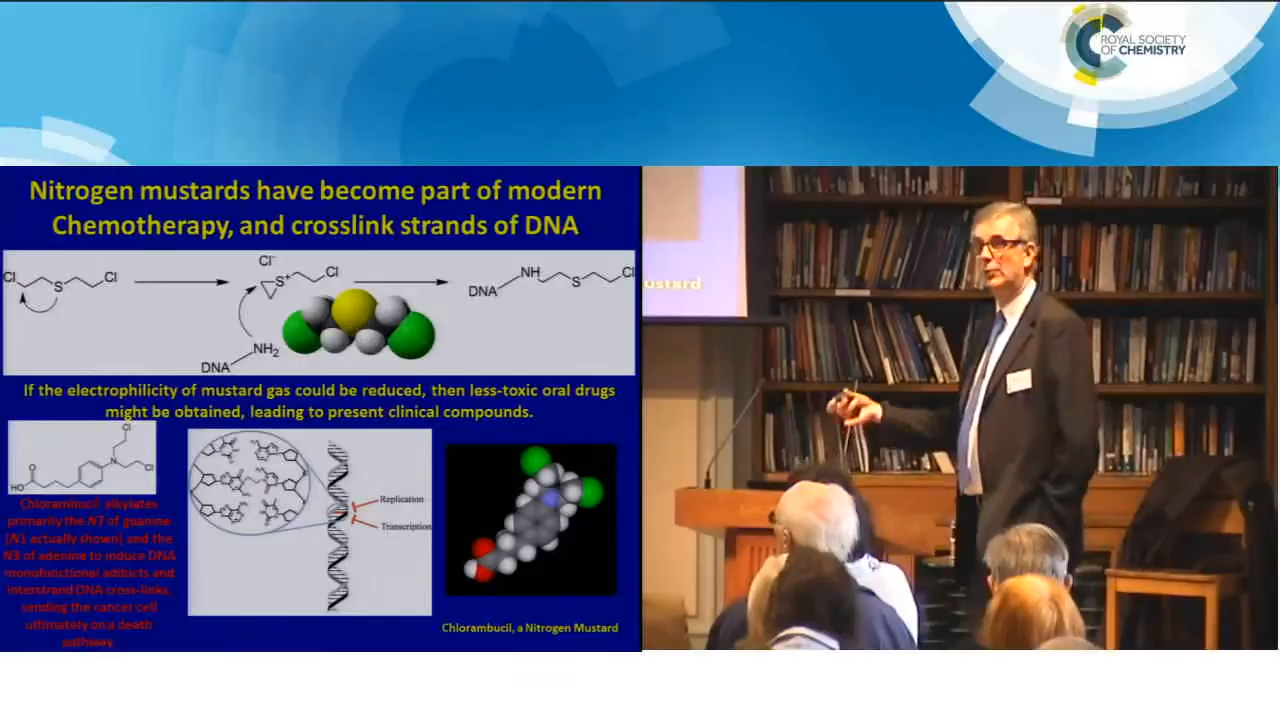 ROYAL SOCIETY
OF CHEMISTRY
Nitrogen mustards have become part of modern
Chemotherapy, and crosslink strands of DNA
Cl
S
Cl
Cl-
S+
Cl
NH2
DNA
DNA
NH
S
Cl
If the electrophilicity of mustard gas could be reduced, then less-toxic oral drugs
might be obtained, leading to present clinical compounds.
Cl
N
Cl
O
HO
Chlorambucil alkylates
primarily the N7 of guanine
(N1 actually shown) and the
N3 of adenine to induce DNA
monofunctional adducts and
interstrand DNA cross-links,
sending the cancer cell
ultimately on a death
pathway
Replication
Transcription
Chlorambucil, a Nitrogen Mustard
ustard